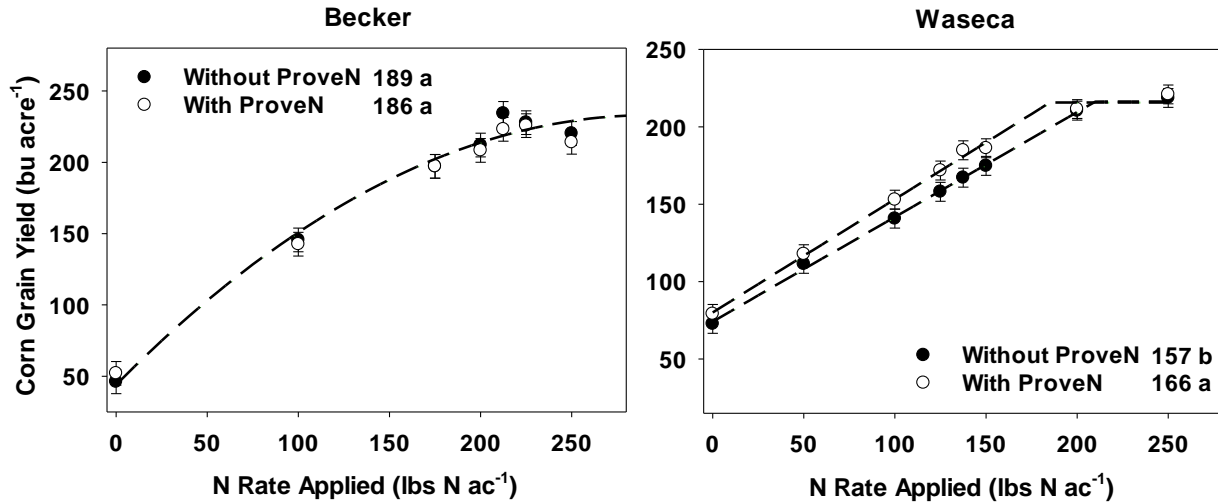 Becker
Waseca
Corn Grain Yield (bu acre⁻¹)
250
200
150
100
50
Without ProveN 189 a
With ProveN 186 a
0 50 100 150 200 250
N Rate Applied (lbs N ac⁻¹)
250
200
150
100
50
Without ProveN 157 b
With ProveN 166 a
0 50 100 150 200 250
N Rate Applied (lbs N ac⁻¹)